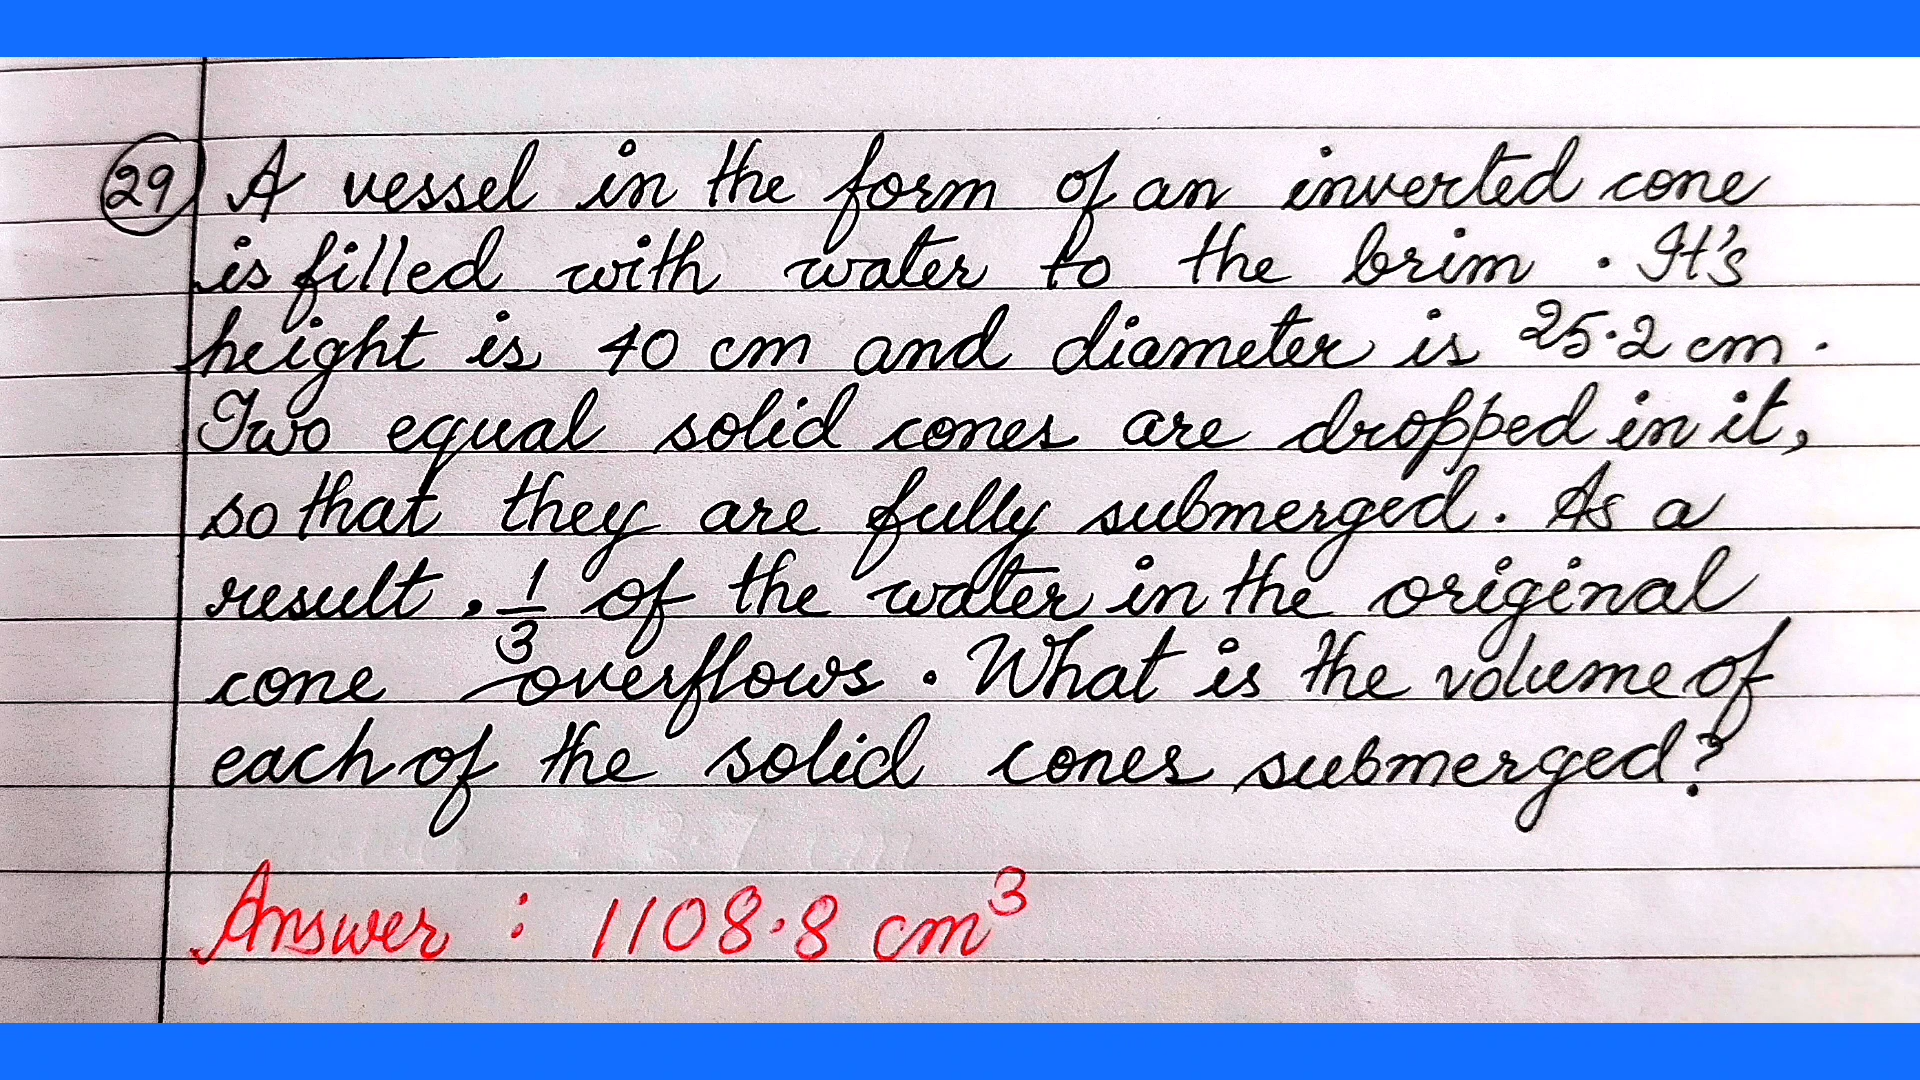 29 A vessel in the form of an inverted cone
is filled with water to the brim. It's
height is 40 cm and diameter is 25.2 cm.
Two equal solid cones are dropped in it,
so that they are fully submerged. As a
result. 1/3 of the water in the original
cone overflows. What is the volume of
each of the solid cones submerged?
Answer : 1108.8 cm³